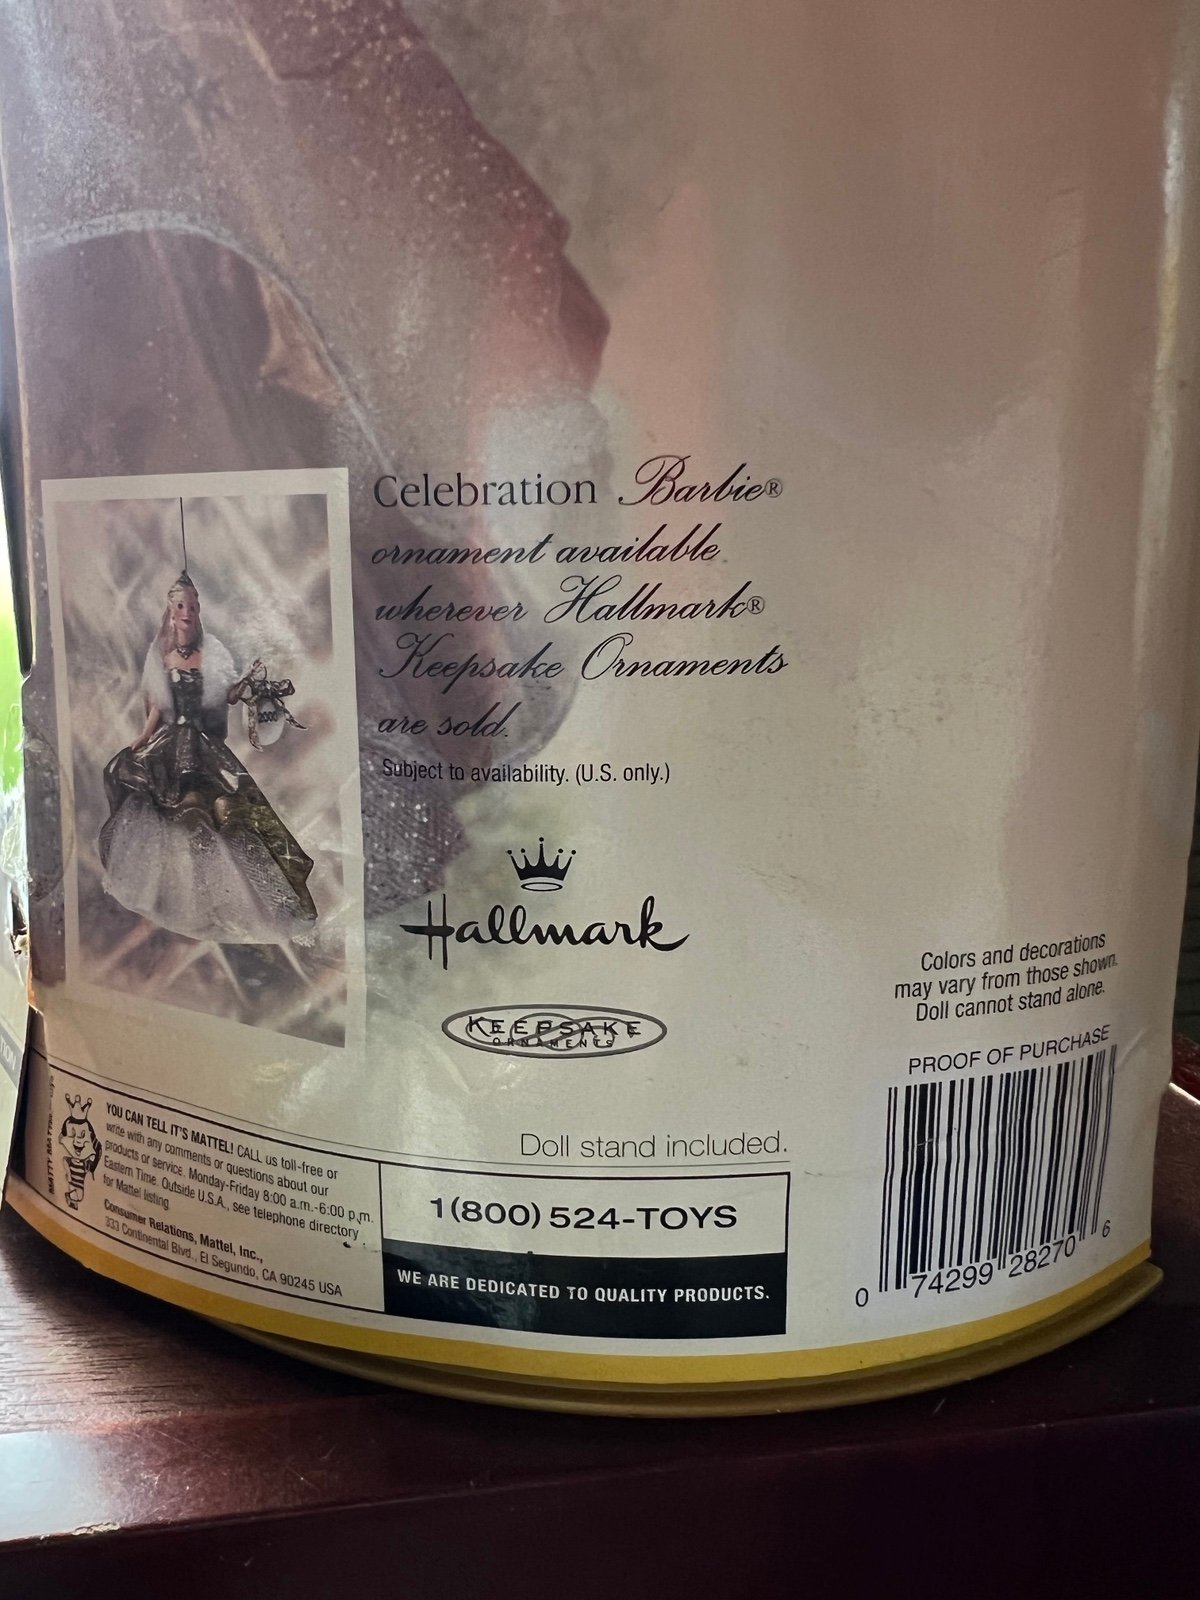 Celebration Barbie®
ornament available
wherever Hallmark®
Keepsake Ornaments
are sold.
Subject to availability. (U.S. only.)
2000
Hallmark
KEEPSAKE
ORNAMENTS
Colors and decorations
may vary from those shown.
Doll cannot stand alone.
PROOF OF PURCHASE
0 74299 28270 6
Doll stand included.
YOU CAN TELL IT'S MATTEL! CALL us toll-free or
write with any comments or questions about our
products or service. Monday-Friday 8:00 a.m.-6:00 p.m.
Eastern Time. Outside U.S.A., see telephone directory
for Mattel listing
Consumer Relations, Mattel, Inc.,
333 Continental Blvd., El Segundo, CA 90245 USA
1 (800) 524-TOYS
WE ARE DEDICATED TO QUALITY PRODUCTS.